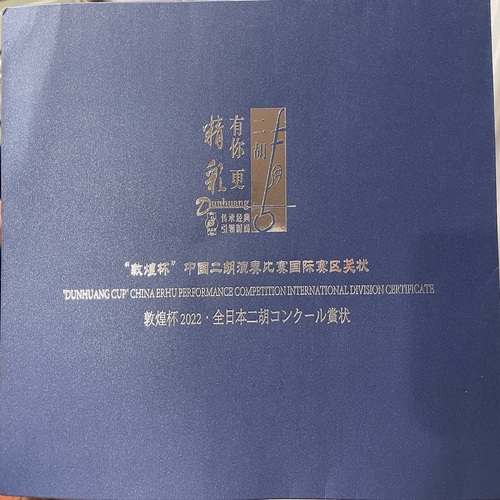 有你更
精彩
二胡
Dunhuang
传承经典
引领时尚
“敦煌杯”中国二胡演奏比赛国际赛区奖状
'DUNHUANG CUP' CHINA ERHU PERFORMANCE COMPETITION INTERNATIONAL DIVISION CERTIFICATE
敦煌杯 2022·全日本二胡コンクール賞状